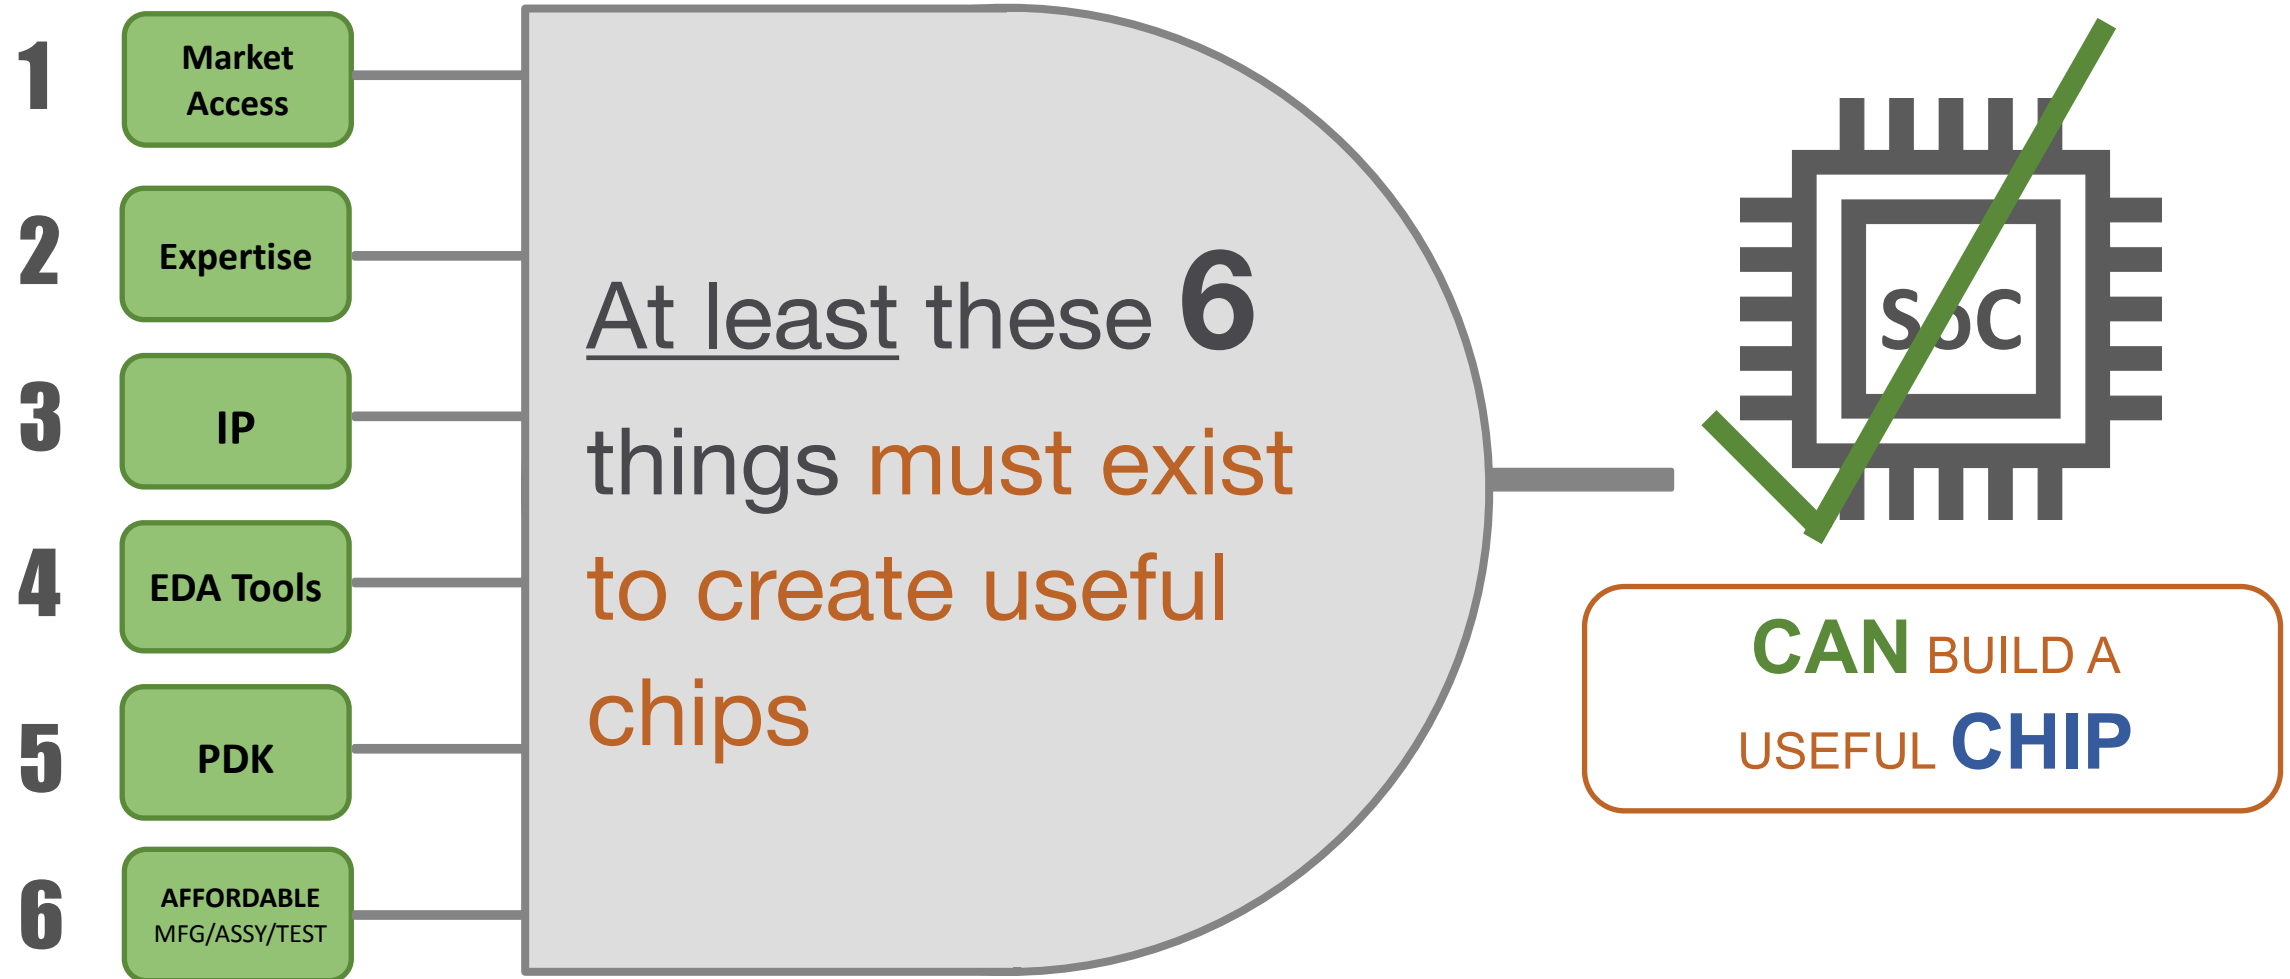 1
Market
Access
2
Expertise
3
IP
4
EDA Tools
5
PDK
6
AFFORDABLE
MFG/ASSY/TEST
At least these 6
things must exist
to create useful
chips
SoC
CAN BUILD A
USEFUL CHIP